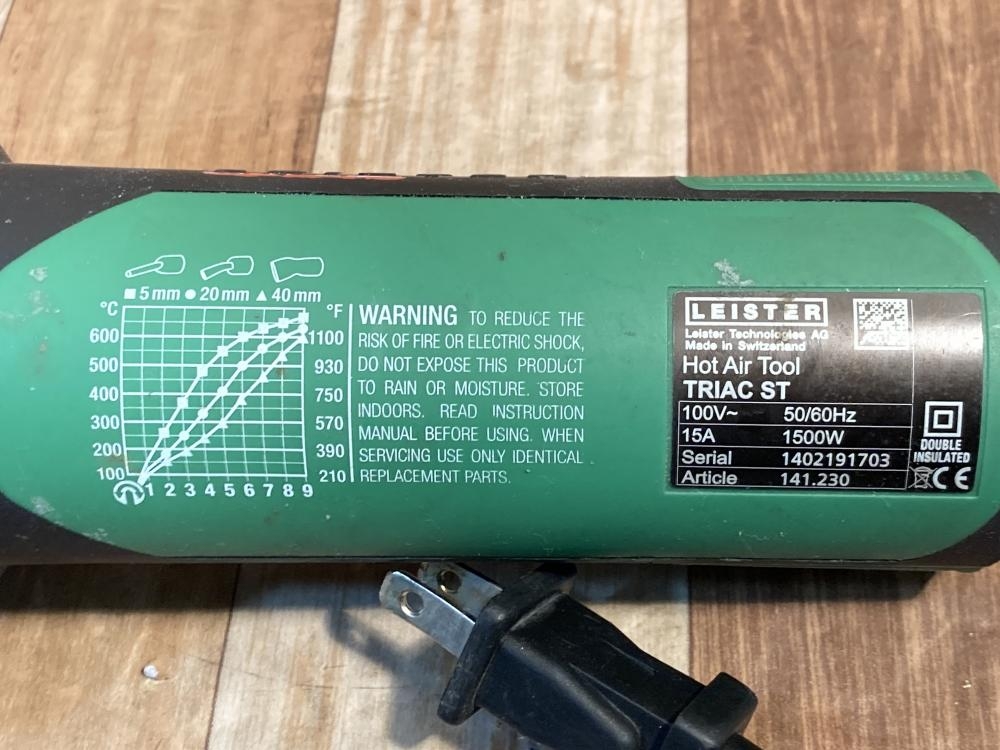 ■ 5 mm ● 20 mm ▲ 40 mm
°C °F
600 1100
500 930
400 750
300 570
200 390
100 210
1 2 3 4 5 6 7 8 9
WARNING TO REDUCE THE
RISK OF FIRE OR ELECTRIC SHOCK,
DO NOT EXPOSE THIS PRODUCT
TO RAIN OR MOISTURE. STORE
INDOORS. READ INSTRUCTION
MANUAL BEFORE USING. WHEN
SERVICING USE ONLY IDENTICAL
REPLACEMENT PARTS.
LEISTER
Leister Technologies AG
Made in Switzerland
Hot Air Tool
TRIAC ST
100V~ 50/60Hz
15A 1500W
Serial 1402191703
Article 141.230
DOUBLE
INSULATED
CE